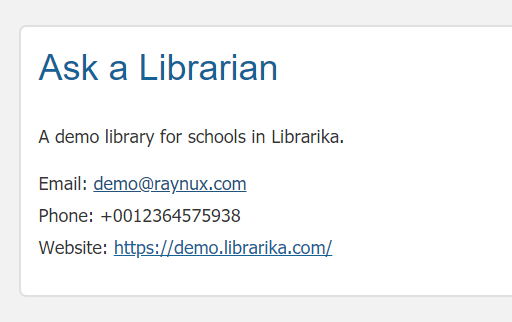 Ask a Librarian
A demo library for schools in Librarika.
Email: demo@raynux.com
Phone: +0012364575938
Website: https://demo.librarika.com/